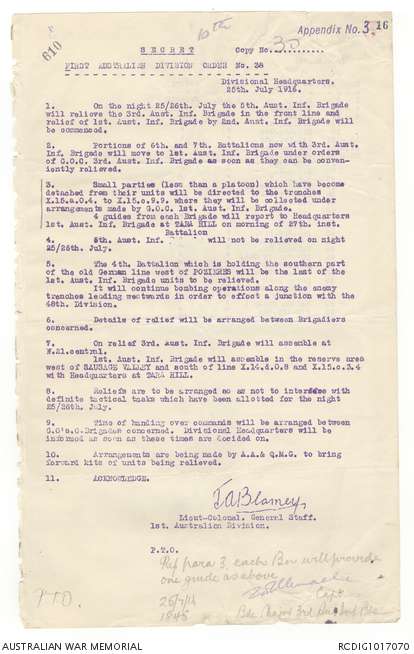 10th
Appendix No. 3. 16
610
SECRET Copy No. 30..........
FIRST AUSTRALIAN DIVISION ORDER No. 38
Divisional Headquarters.
25th. July 1916.
1. On the night 25/26th. July the 5th. Aust. Inf. Brigade
will relieve the 3rd. Aust. Inf. Brigade in the front line and
relief of 1st. Aust. Inf. Brigade by 2nd. Aust. Inf. Brigade will
be commenced.
2. Portions of 6th. and 7th. Battalions now with 3rd. Aust.
Inf. Brigade will move to 1st. Aust. Inf. Brigade under orders
of G.O.C. 3rd. Aust. Inf. Brigade as soon as they can be conven-
iently relieved.
3. Small parties (less than a platoon) which have become
detached from their units will be directed to the trenches
X.15.a.0.4. to X.15.c.9.9. where they will be collected under
arrangements made by G.O.C. 1st. Aust. Inf. Brigade.
4 guides from each Brigade will report to Headquarters
1st. Aust. Inf. Brigade at TARA HILL on morning of 27th. inst.
Battalion
4. 5th. Aust. Inf. will not be relieved on night
25/26th. July.
5. The 4th. Battalion which is holding the southern part
of the old German line west of POZIERES will be the last of the
1st. Aust. Inf. Brigade units to be relieved.
It will continue bombing operations along the enemy
trenches leading westwards in order to effect a junction with the
48th. Division.
6. Details of relief will be arranged between Brigadiers
concerned.
7. On relief 3rd. Aust. Inf. Brigade will assemble at
W.21.central.
1st. Aust. Inf. Brigade will assemble in the reserve area
west of SAUSAGE VALLEY and south of line X.14.d.0.8 and X.15.c.3.4
with Headquarters at TARA HILL.
8. Reliefs are to be arranged so as not to interfere with
definite tactical tasks which have been allotted for the night
25/26th. July.
9. Time of handing over commands will be arranged between
G.O's.C.Brigades concerned. Divisional Headquarters will be
informed as soon as these times are decided on.
10. Arrangements are being made by A.A.& Q.M.G. to bring
forward kits of units being relieved.
11. ACKNOWLEDGE.
T A Blamey
Lieut-Colonel. General Staff.
1st. Australian Division.
P.T.O.
Ref para 3, each Bn will provide
one guide as above
Capt
P.T.O. 26/7/16 Bde Major 3rd Aust Inf Bde
1845
AUSTRALIAN WAR MEMORIAL RCDIG1017070